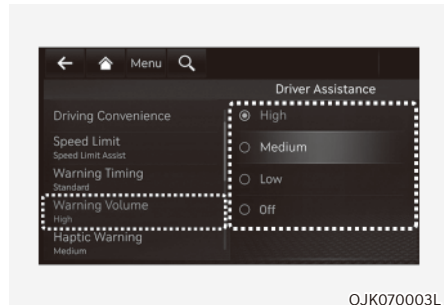 Menu
Driver Assistance
Driving Convenience
Speed Limit
Speed Limit Assist
Warning Timing
Standard
Warning Volume
High
Haptic Warning
Medium
High
Medium
Low
Off
OJK070003L